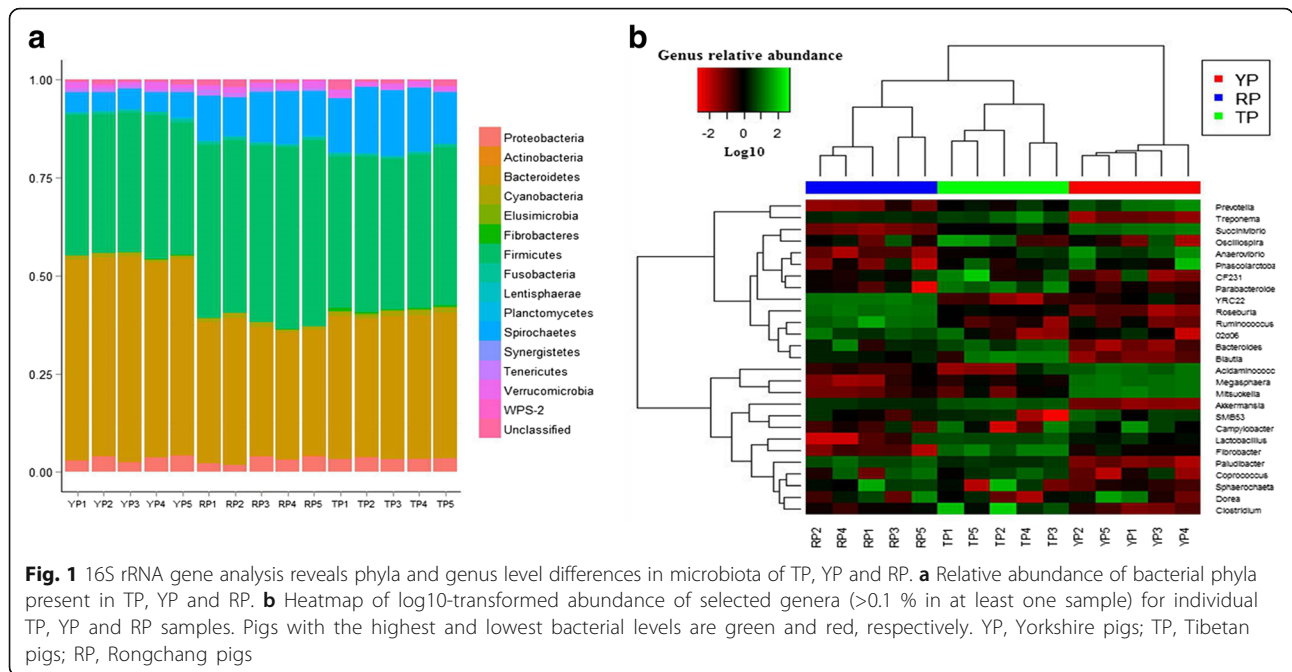 a
1.00
0.75
0.50
0.25
0.00
YP1 YP2 YP3 YP4 YP5 RP1 RP2 RP3 RP4 RP5 TP1 TP2 TP3 TP4 TP5
Proteobacteria
Actinobacteria
Bacteroidetes
Cyanobacteria
Elusimicrobia
Fibrobacteres
Firmicutes
Fusobacteria
Lentisphaerae
Planctomycetes
Spirochaetes
Synergistetes
Tenericutes
Verrucomicrobia
WPS-2
Unclassified
b
Genus relative abundance
-2 0 2
Log10
YP
RP
TP
Prevotella
Treponema
Succinivibrio
Oscillospira
Anaerovibrio
Phascolarctoba
CF231
Parabacteroide
YRC22
Roseburia
Ruminococcus
02d06
Bacteroides
Blautia
Acidaminococc
Megasphaera
Mitsuokella
Akkermansia
SMB53
Campylobacter
Lactobacillus
Fibrobacter
Paludibacter
Coprococcus
Sphaerochaeta
Dorea
Clostridium
RP2 RP4 RP1 RP3 RP5 TP1 TP5 TP2 TP4 TP3 YP2 YP5 YP1 YP3 YP4
Fig. 1 16S rRNA gene analysis reveals phyla and genus level differences in microbiota of TP, YP and RP. a Relative abundance of bacterial phyla
present in TP, YP and RP. b Heatmap of log10-transformed abundance of selected genera (>0.1 % in at least one sample) for individual
TP, YP and RP samples. Pigs with the highest and lowest bacterial levels are green and red, respectively. YP, Yorkshire pigs; TP, Tibetan
pigs; RP, Rongchang pigs